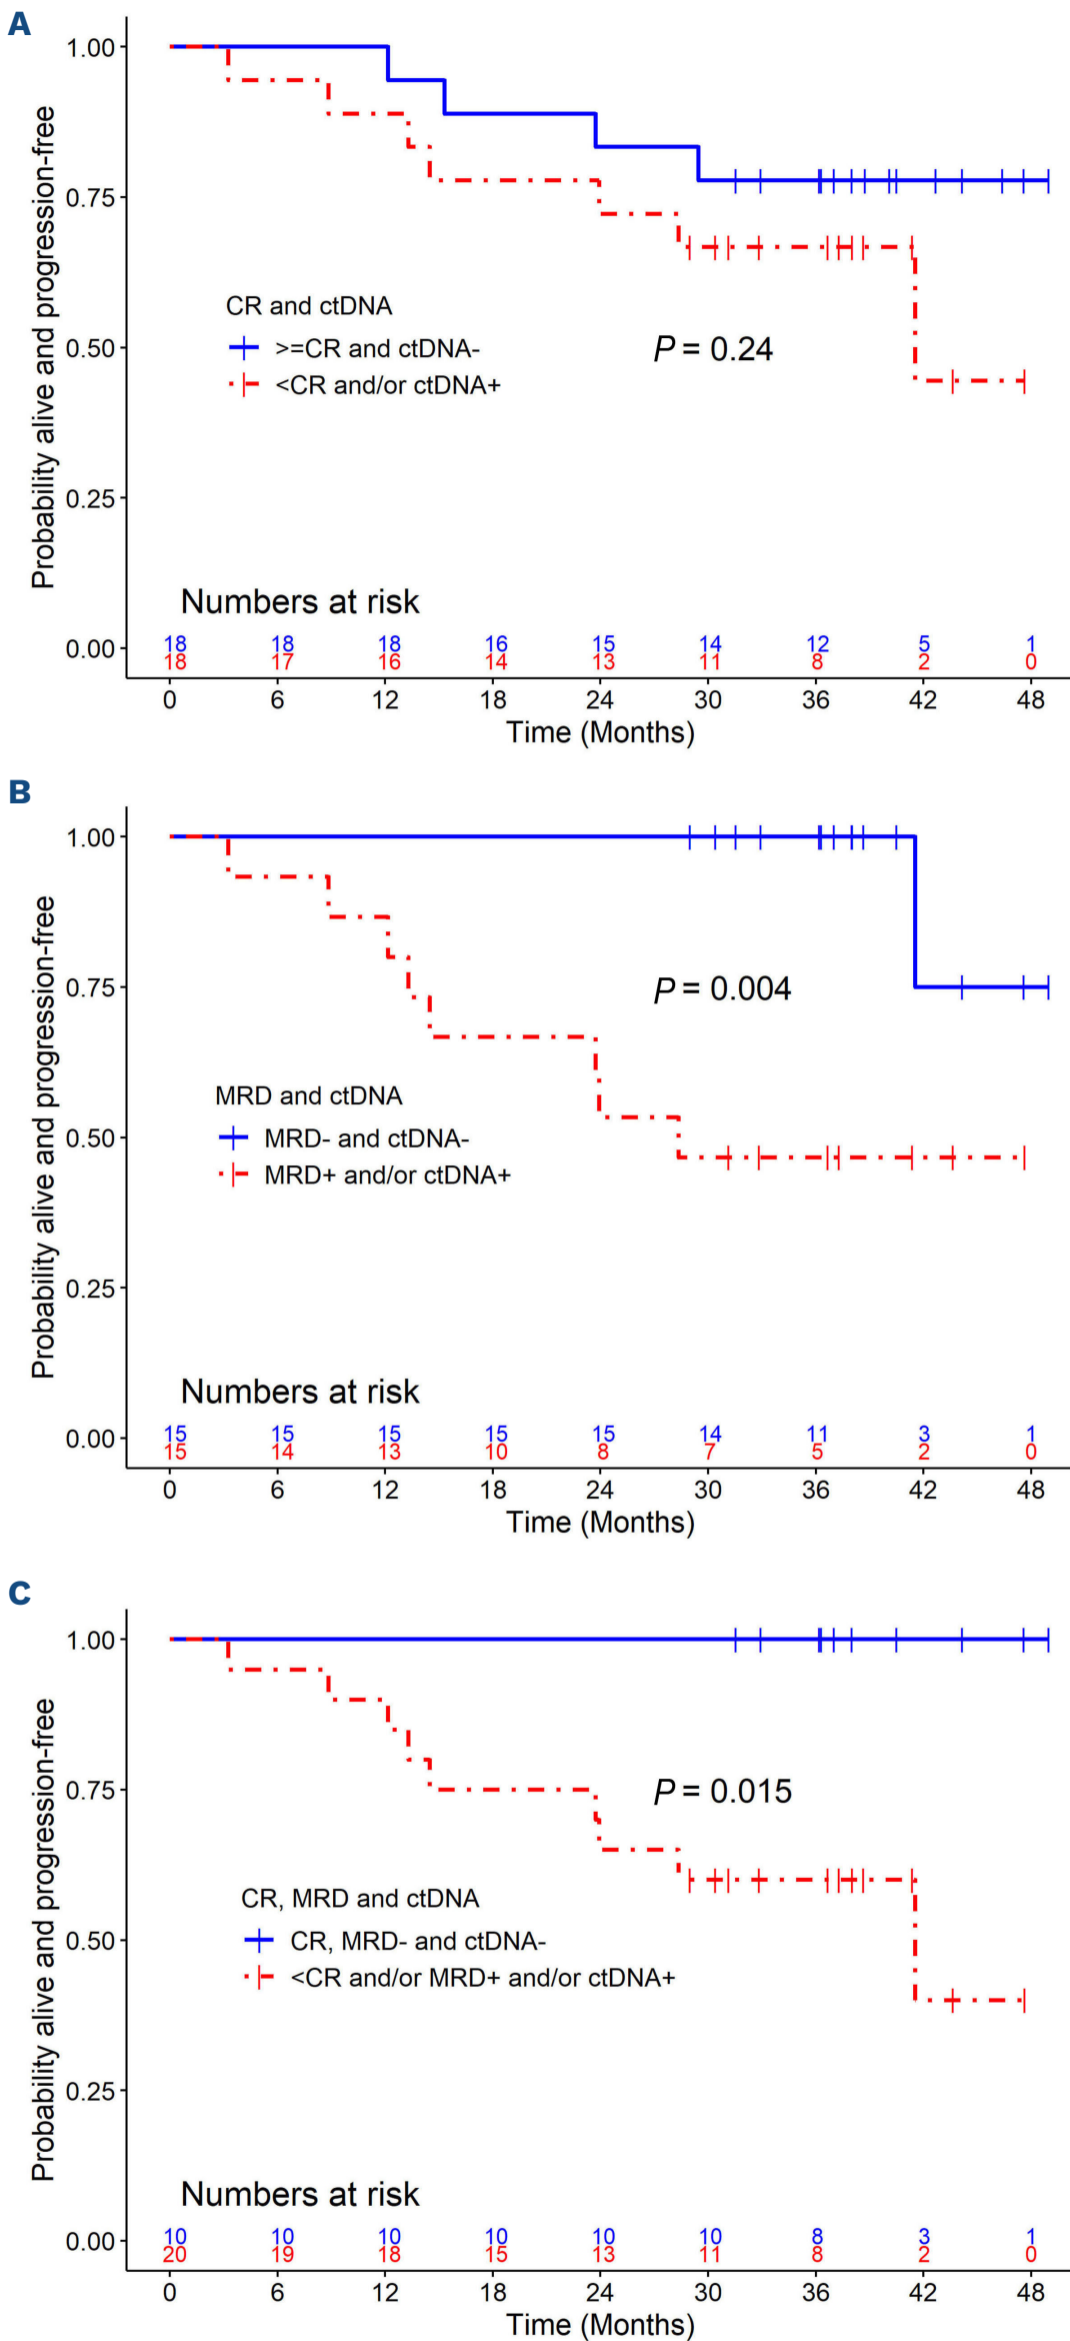 A
Probability alive and progression-free
1.00
0.75
0.50
0.25
0.00
CR and ctDNA
>=CR and ctDNA-
<CR and/or ctDNA+
P = 0.24
Numbers at risk
18 18 18 16 15 14 12 5 1
18 17 16 14 13 11 8 2 0
0 6 12 18 24 30 36 42 48
Time (Months)
B
Probability alive and progression-free
1.00
0.75
0.50
0.25
0.00
P = 0.004
MRD and ctDNA
MRD- and ctDNA-
MRD+ and/or ctDNA+
Numbers at risk
15 15 15 15 15 14 11 3 1
15 14 13 10 8 7 5 2 0
0 6 12 18 24 30 36 42 48
Time (Months)
C
Probability alive and progression-free
1.00
0.75
0.50
0.25
0.00
P = 0.015
CR, MRD and ctDNA
CR, MRD- and ctDNA-
<CR and/or MRD+ and/or ctDNA+
Numbers at risk
10 10 10 10 10 10 8 3 1
20 19 18 15 13 11 8 2 0
0 6 12 18 24 30 36 42 48
Time (Months)